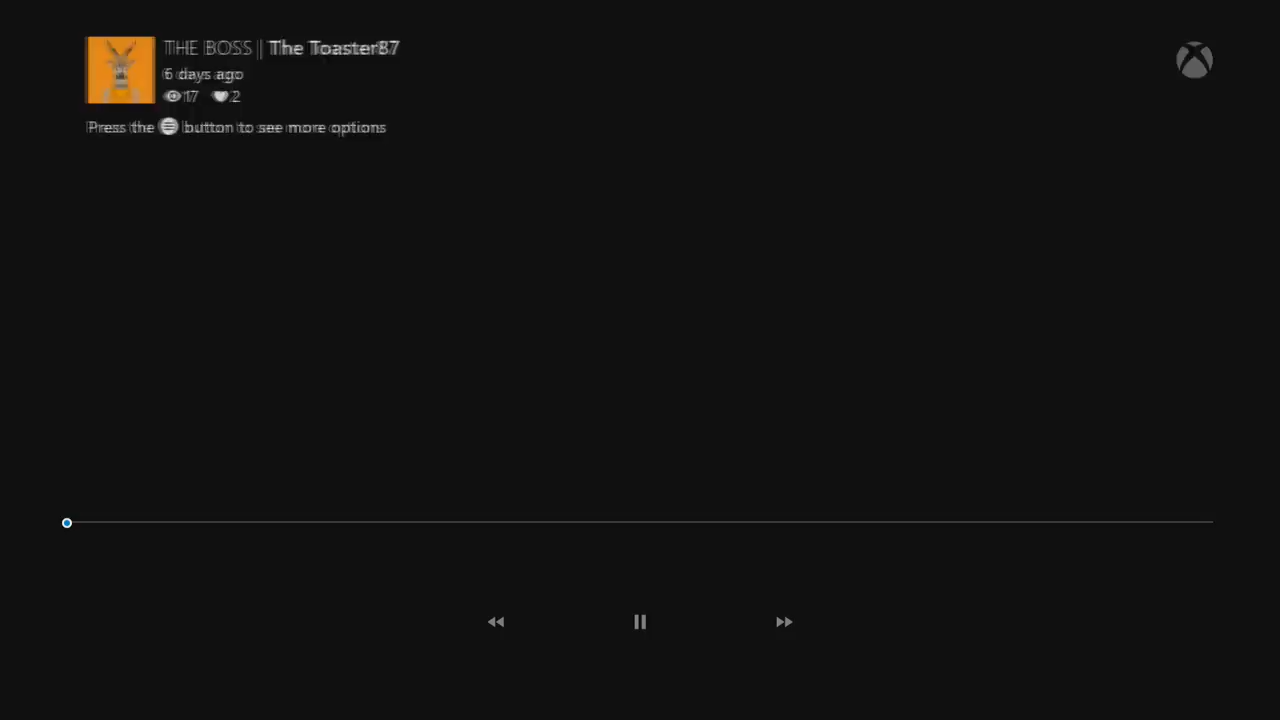 THE BOSS || The Toaster87
6 days ago
17 2
Press the button to see more options